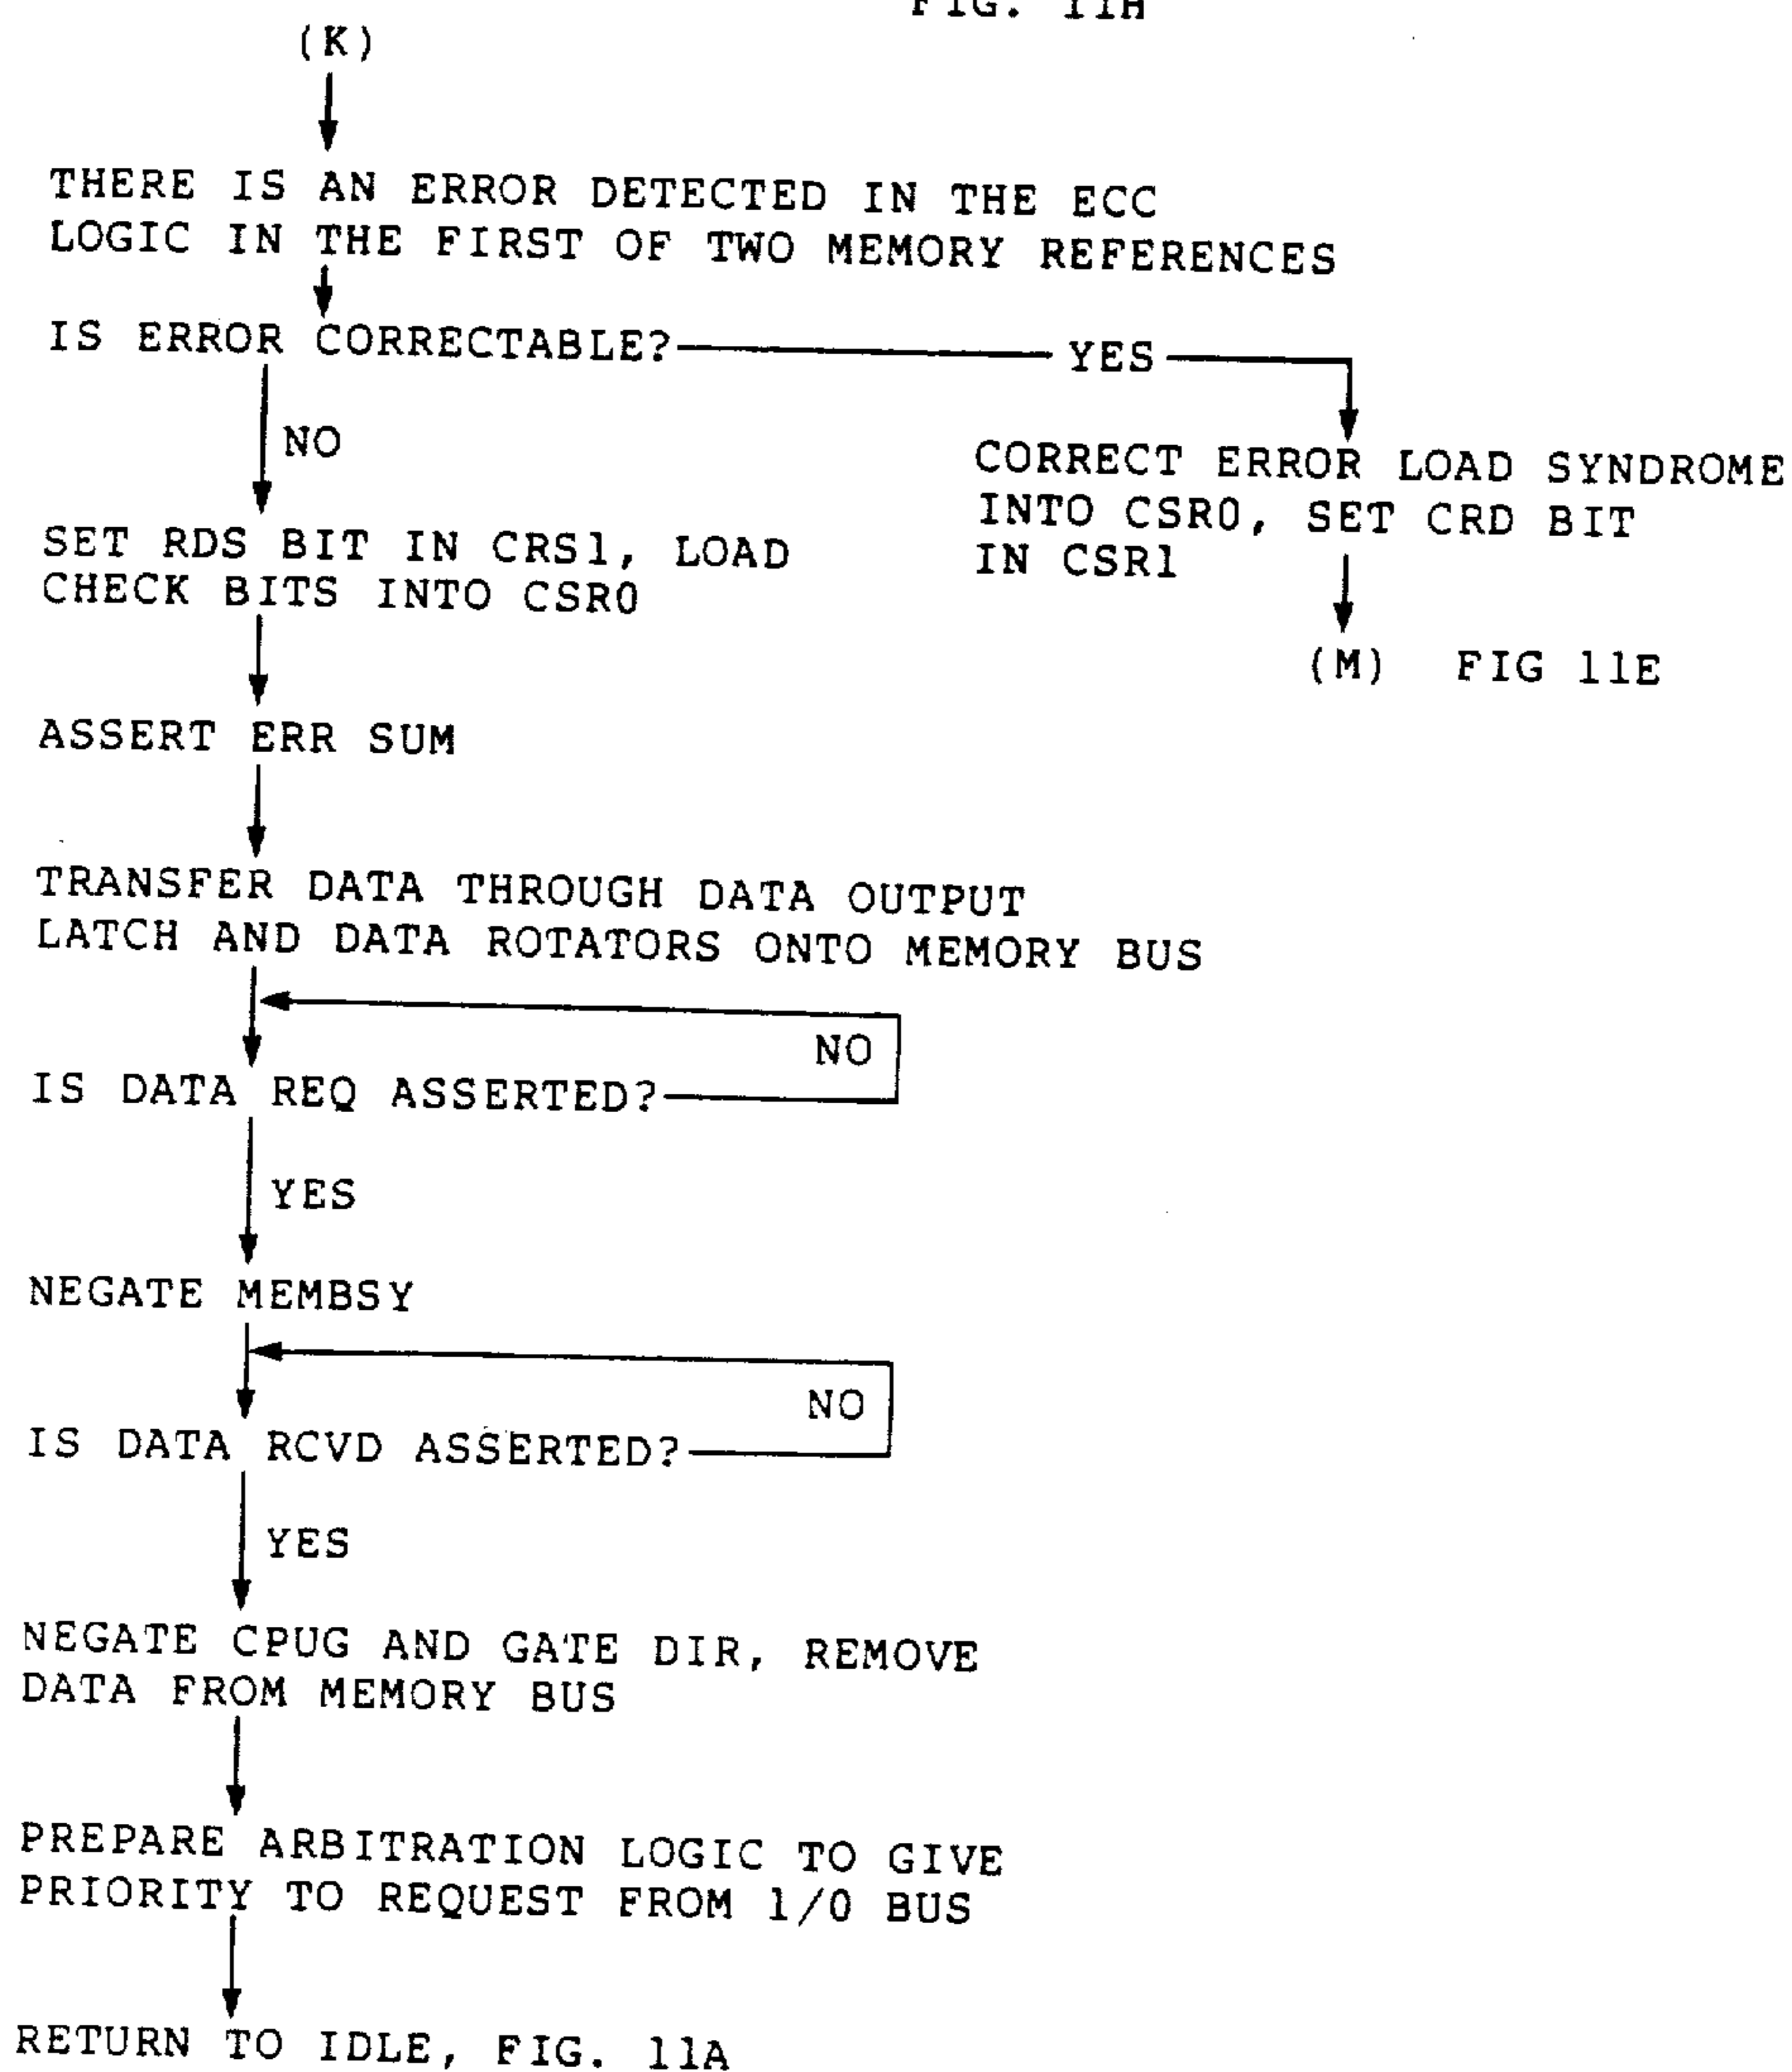 FIG. 11H
(K)
THERE IS AN ERROR DETECTED IN THE ECC
LOGIC IN THE FIRST OF TWO MEMORY REFERENCES
IS ERROR CORRECTABLE?
YES
NO
CORRECT ERROR LOAD SYNDROME
INTO CSR0, SET CRD BIT
IN CSR1
(M) FIG 11E
SET RDS BIT IN CRS1, LOAD
CHECK BITS INTO CSR0
ASSERT ERR SUM
TRANSFER DATA THROUGH DATA OUTPUT
LATCH AND DATA ROTATORS ONTO MEMORY BUS
NO
IS DATA REQ ASSERTED?
YES
NEGATE MEMBSY
NO
IS DATA RCVD ASSERTED?
YES
NEGATE CPUG AND GATE DIR, REMOVE
DATA FROM MEMORY BUS
PREPARE ARBITRATION LOGIC TO GIVE
PRIORITY TO REQUEST FROM 1/0 BUS
RETURN TO IDLE, FIG. 11A